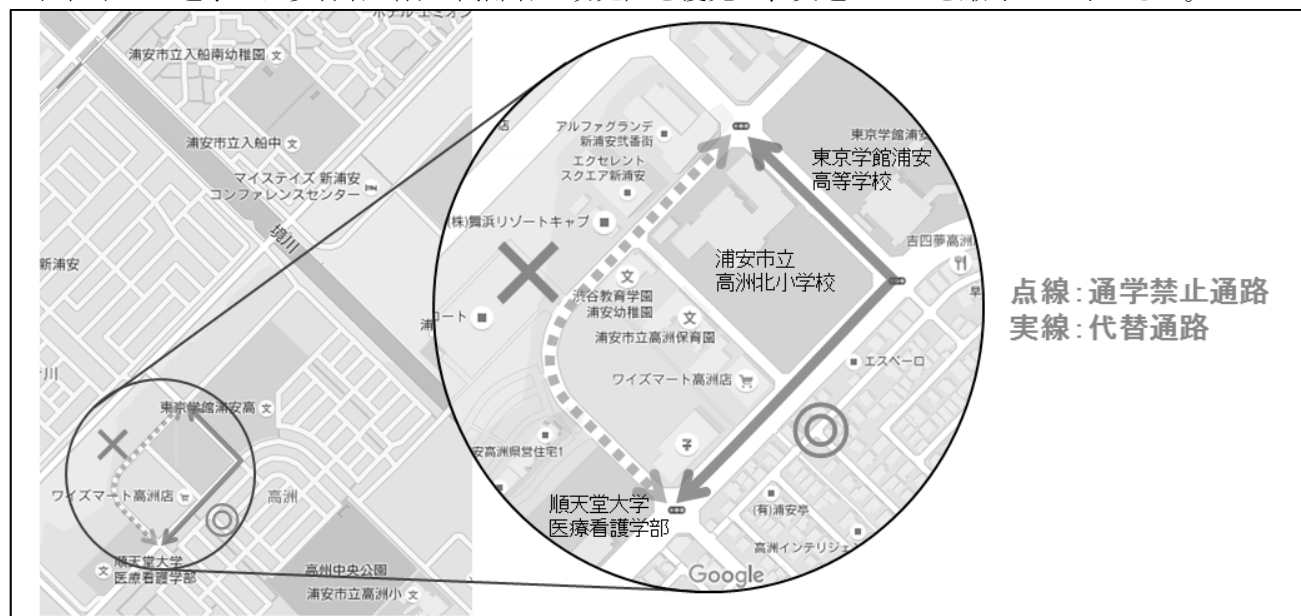 浦安市立入船南幼稚園
浦安市立入船中
マイステイズ 新浦安
コンファレンスセンター
境川
新浦安
東京学館浦安高
ワイズマート高洲店
高洲
順天堂大学
医療看護学部
高州中央公園
浦安市立高洲小
店
アルファグランデ
新浦安弐番街
エクセレント
スクエア新浦安
(株)舞浜リゾートキャブ
東京学館浦安
東京学館浦安
高等学校
吉四夢高洲店
浦安市立
高洲北小学校
渋谷教育学園
浦安幼稚園
浦安市立高洲保育園
ワイズマート高洲店
エスペーロ
安高洲県営住宅1
順天堂大学
医療看護学部
(有)浦安亭
高洲インテリジェ
Google
点線:通学禁止通路
実線:代替通路